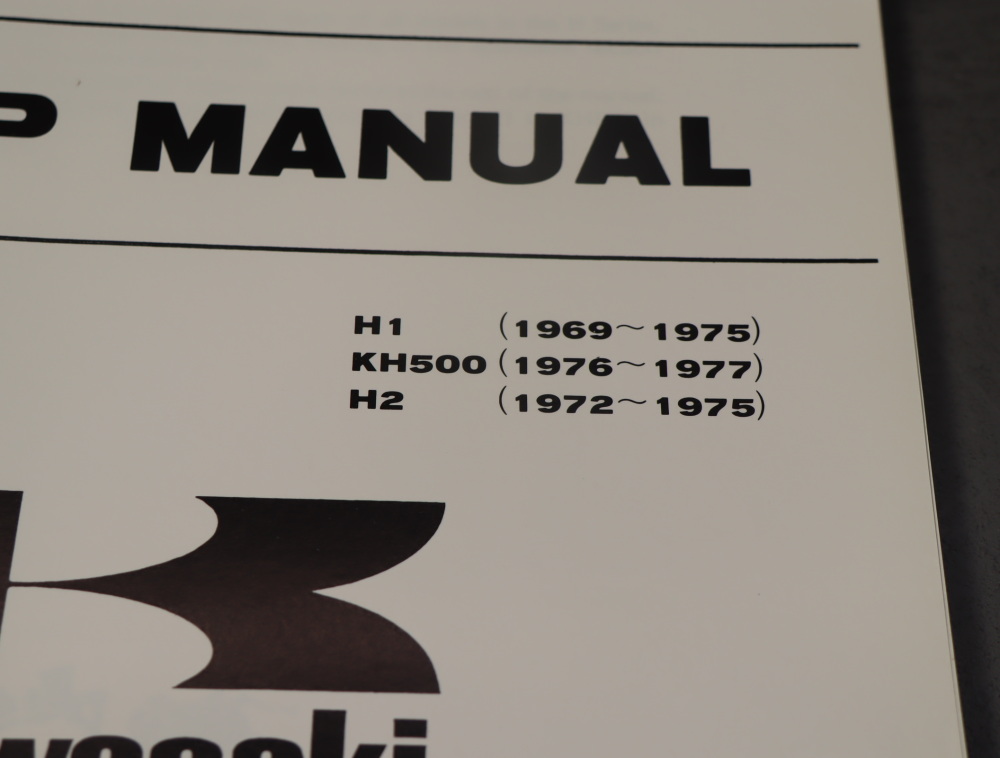 P MANUAL
H1 (1969～1975)
KH500 (1976～1977)
H2 (1972～1975)